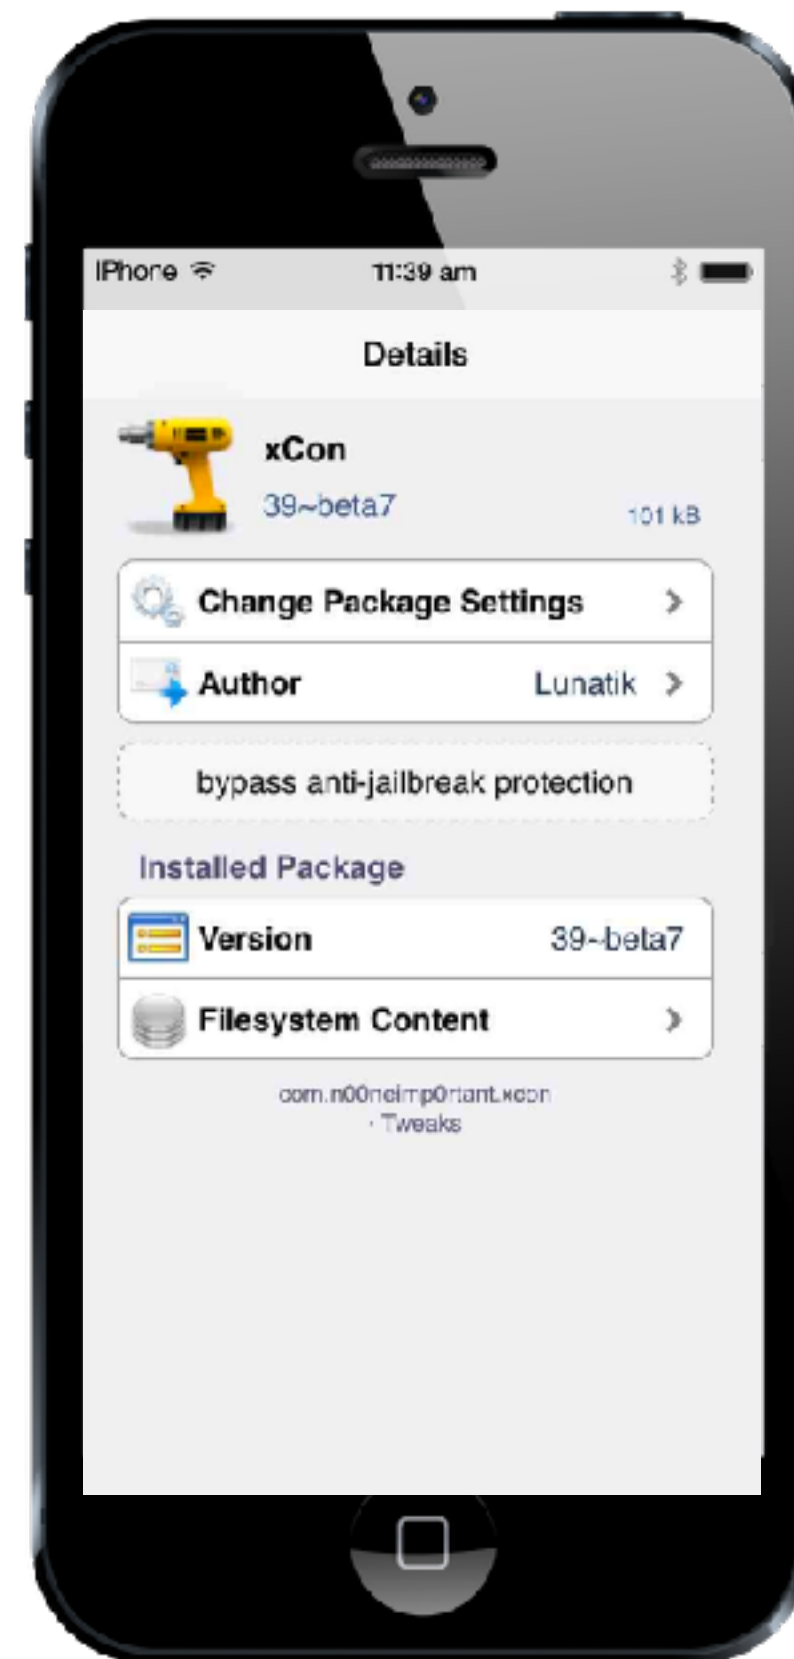 iPhone 11:39 am
Details
xCon
39~beta7 101 kB
Change Package Settings
Author Lunatik
bypass anti-jailbreak protection
Installed Package
Version 39~beta7
Filesystem Content
com.n00neimp0rtant.xcon
· Tweaks